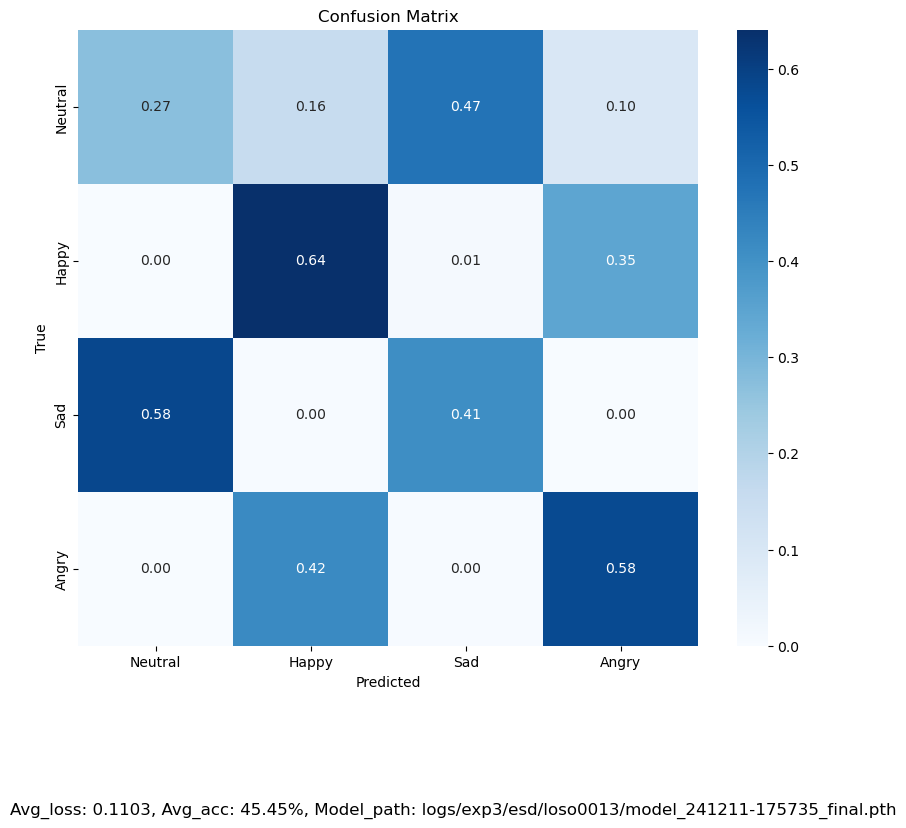 Confusion Matrix
Neutral 0.27 0.16 0.47 0.10
Happy 0.00 0.64 0.01 0.35
Sad 0.58 0.00 0.41 0.00
Angry 0.00 0.42 0.00 0.58
True
Neutral Happy Sad Angry
Predicted
0.6
0.5
0.4
0.3
0.2
0.1
0.0
Avg_loss: 0.1103, Avg_acc: 45.45%, Model_path: logs/exp3/esd/loso0013/model_241211-175735_final.pth